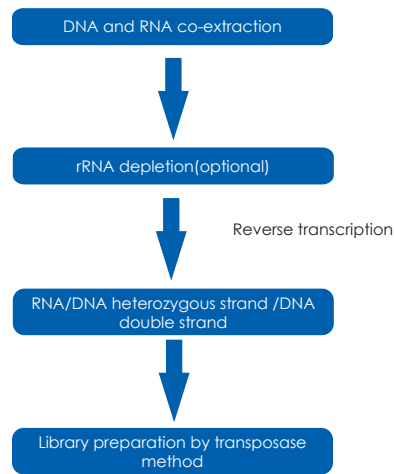 DNA and RNA co-extraction
rRNA depletion(optional)
Reverse transcription
RNA/DNA heterozygous strand /DNA
double strand
Library preparation by transposase
method